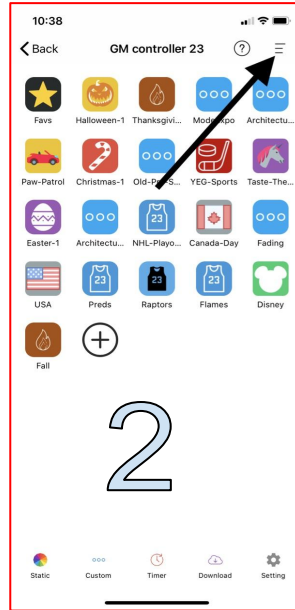 10:38
Back GM controller 23 ?
Favs Halloween-1 Thanksgivi... Architectu...
Paw-Patrol Christmas-1 YEG-Sports Taste-The...
23
Easter-1 Architectu... NHL-Playo... Canada-Day Fading
23 23 23
USA Preds Raptors Flames Disney
Fall
2
Static Custom Timer Download Setting